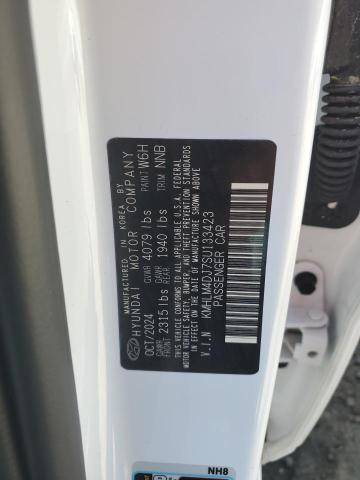 MANUFACTURED IN KOREA BY
HYUNDAI MOTOR COMPANY
OCT/2024 GVWR 4079 lbs PAINT W6H
GAWR FRONT 2315 lbs GAWR REAR 1940 lbs TRIM NNB
THIS VEHICLE CONFORMS TO ALL APPLICABLE U.S.A. FEDERAL
MOTOR VEHICLE SAFETY, BUMPER, AND THEFT PREVENTION STANDARDS
IN EFFECT ON THE DATE OF MANUFACTURE SHOWN ABOVE.
V.I.N KMHLM4DJ7SU133423
PASSENGER CAR
NH8